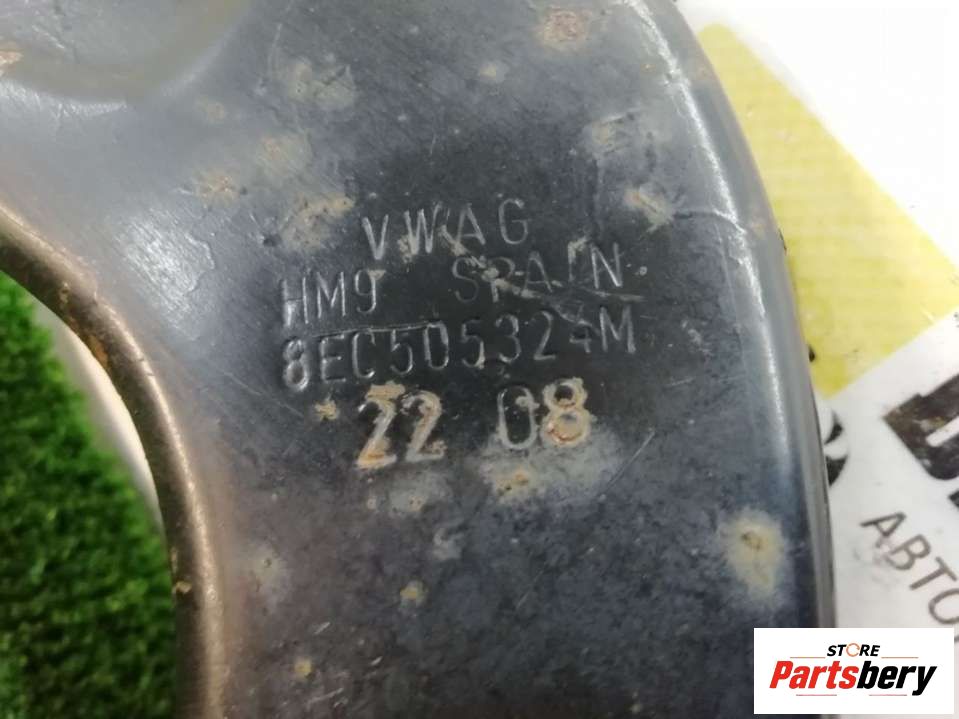 VWAG
HM9 SPAIN
8EC505324M
22 08
АВТО
STORE
Partsbery